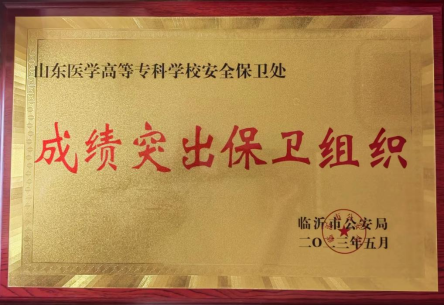 山东医学高等专科学校安全保卫处
成绩突出保卫组织
临沂市公安局
二〇二三年五月